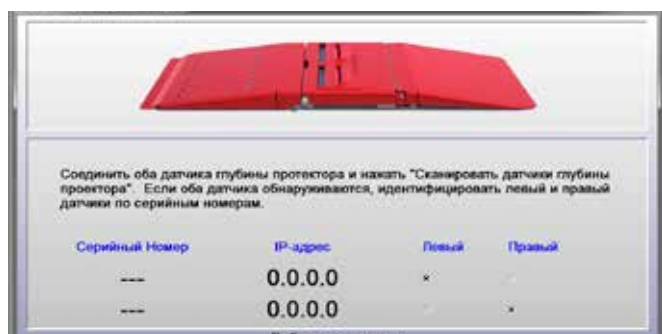 Соединить оба датчика глубины протектора и нажать "Сканировать датчики глубины
проектора". Если оба датчика обнаруживаются, идентифицировать левый и правый
датчики по серийным номерам.
Серийный Номер IP-адрес Левый Правый
--- 0.0.0.0
--- 0.0.0.0